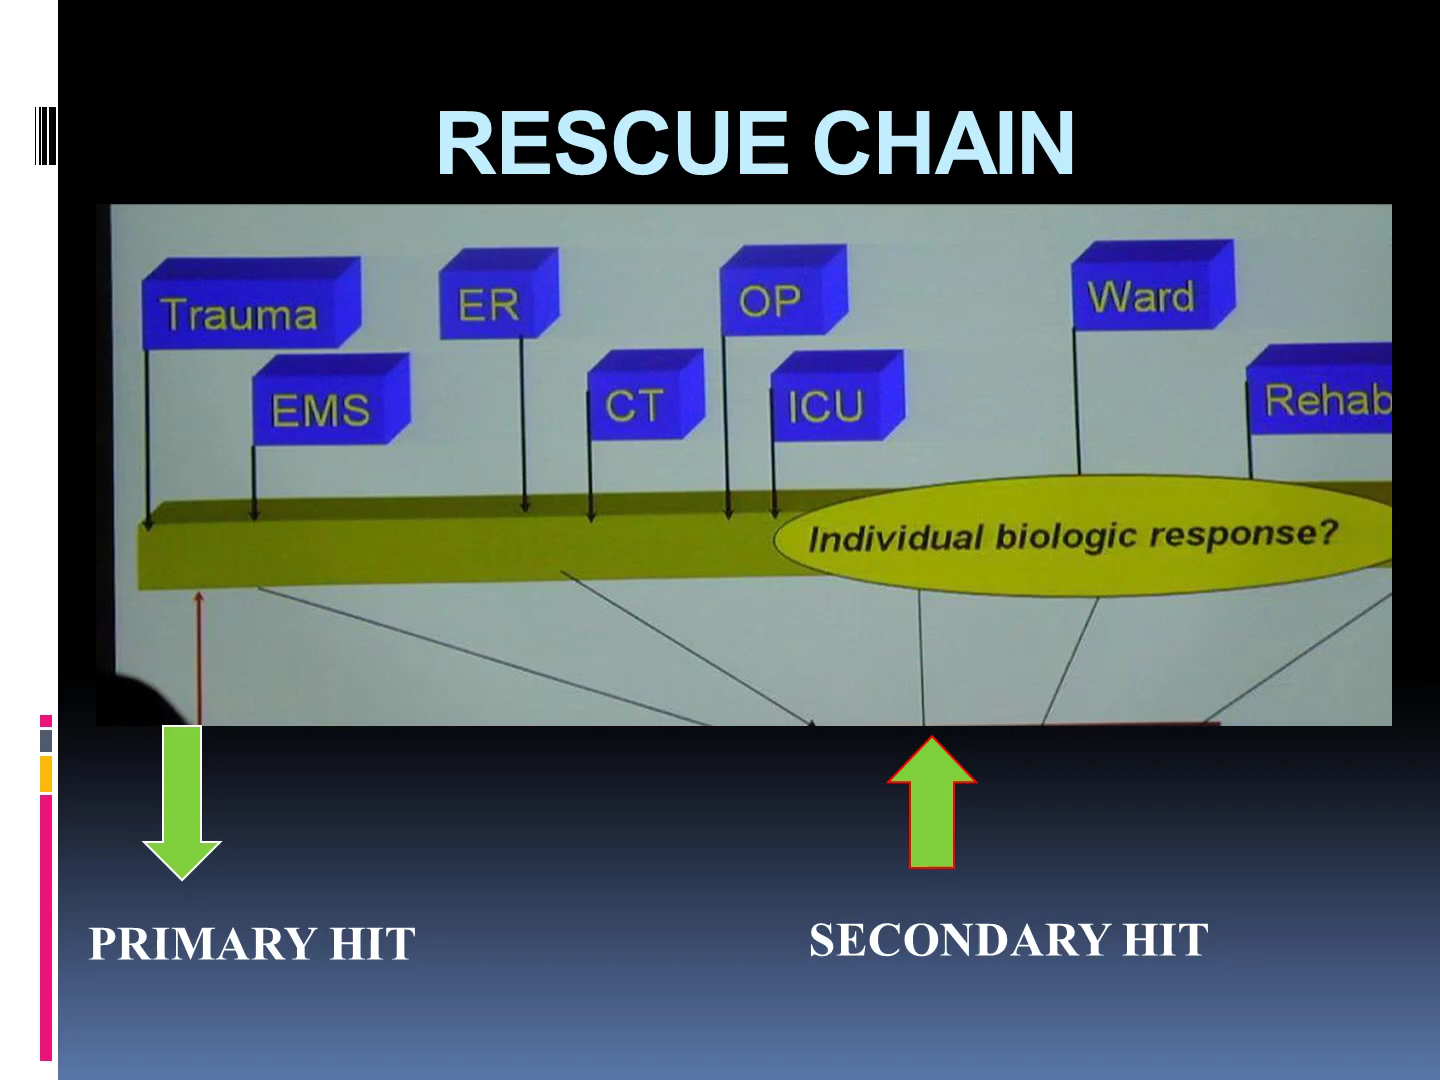 RESCUE CHAIN
Trauma
ER
OP
Ward
EMS
CT
ICU
Rehab
Individual biologic response?
PRIMARY HIT
SECONDARY HIT